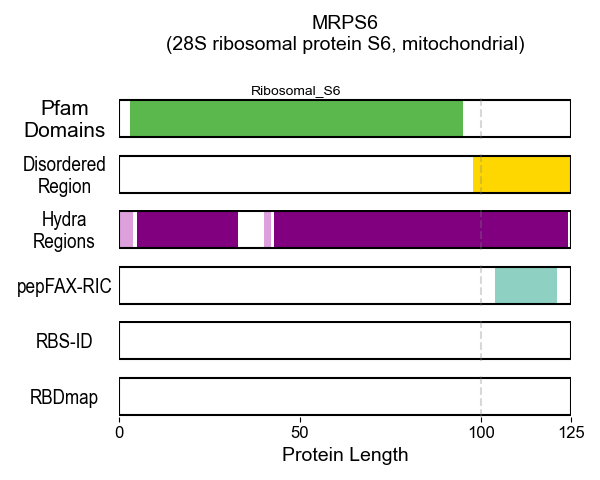 MRPS6
(28S ribosomal protein S6, mitochondrial)
Ribosomal_S6
Pfam
Domains
Disordered
Region
Hydra
Regions
pepFAX-RIC
RBS-ID
RBDmap
0 50 100 125
Protein Length